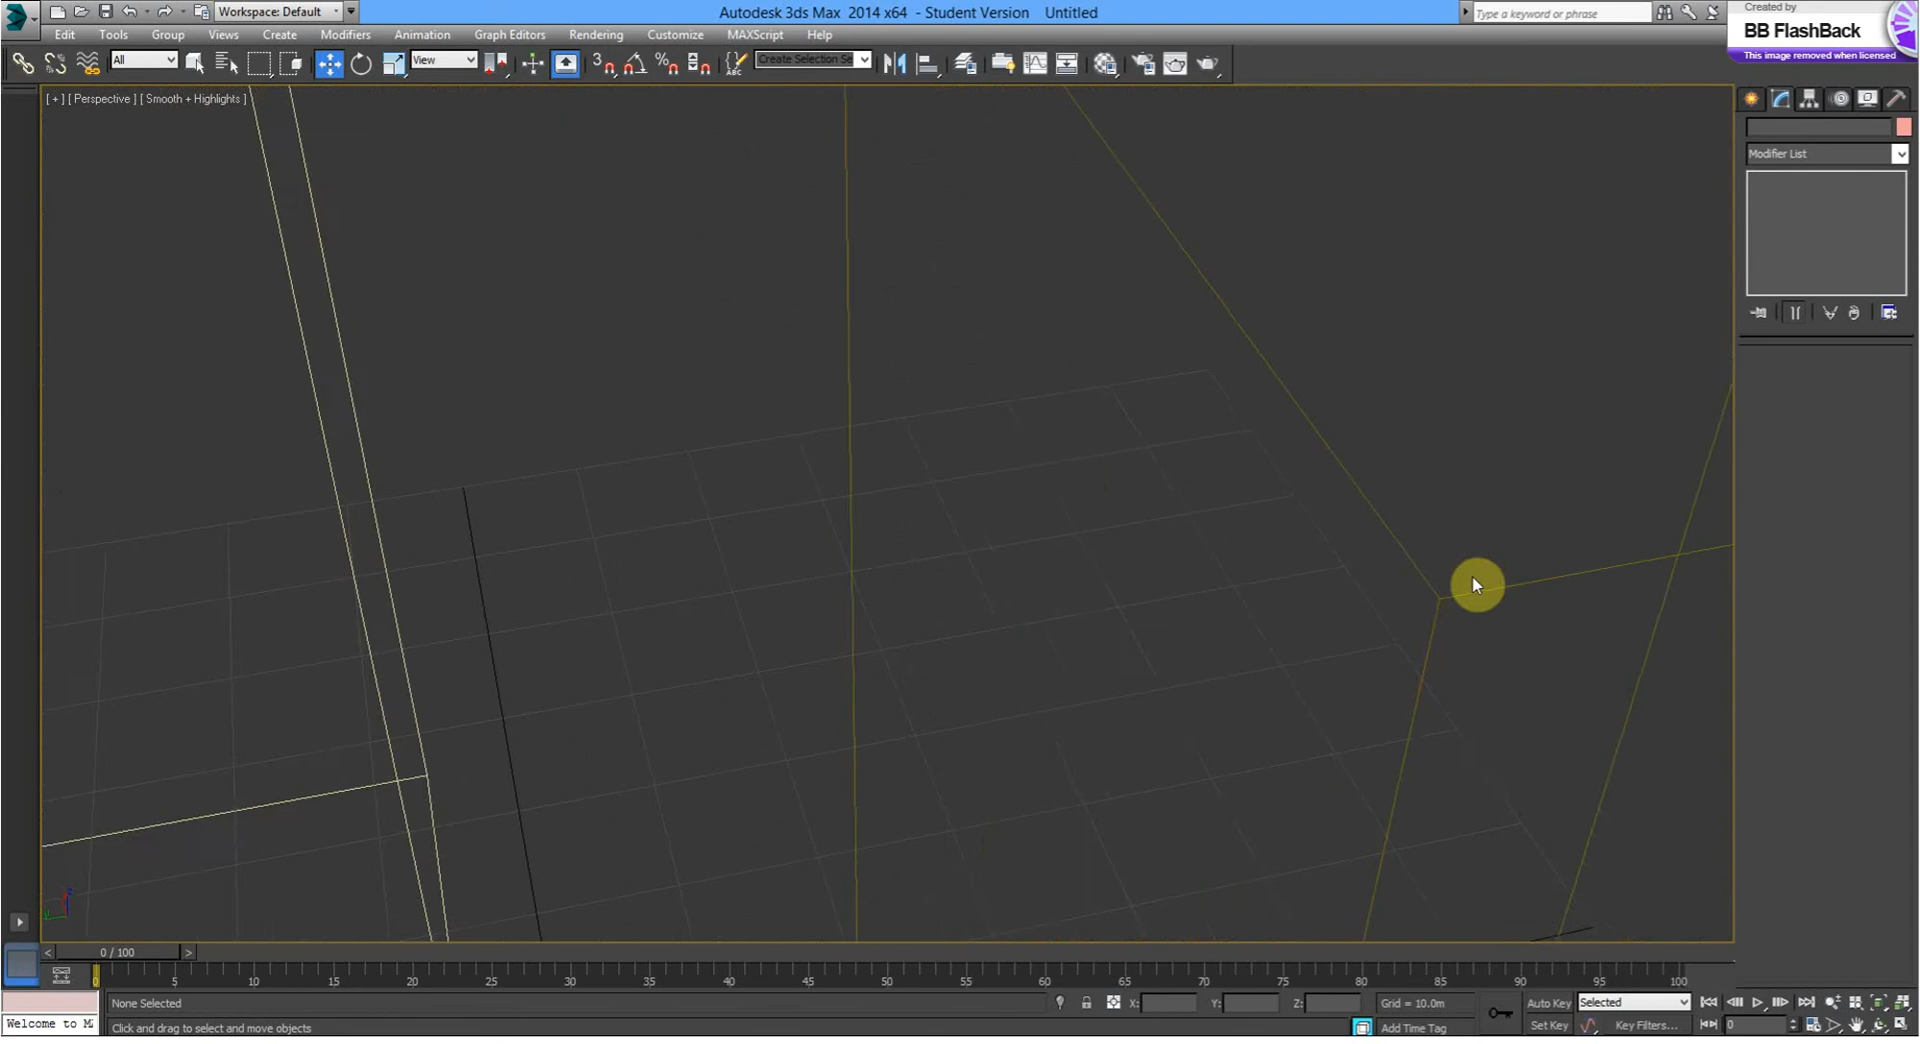 Workspace: Default
Autodesk 3ds Max 2014 x64 - Student Version Untitled
Type a keyword or phrase
Created by
BB FlashBack
This image removed when licensed
Edit Tools Group Views Create Modifiers Animation Graph Editors Rendering Customize MAXScript Help
All
View
3
ABC
Create Selection Se
[ + ] [ Perspective ] [ Smooth + Highlights ]
Modifier List
< 0 / 100 >
0 5 10 15 20 25 30 35 40 45 50 55 60 65 70 75 80 85 90 95 100
None Selected
X: Y: Z: Grid = 10.0m
Auto Key Selected
Welcome to M
Click and drag to select and move objects
Add Time Tag
Set Key Key Filters...
0